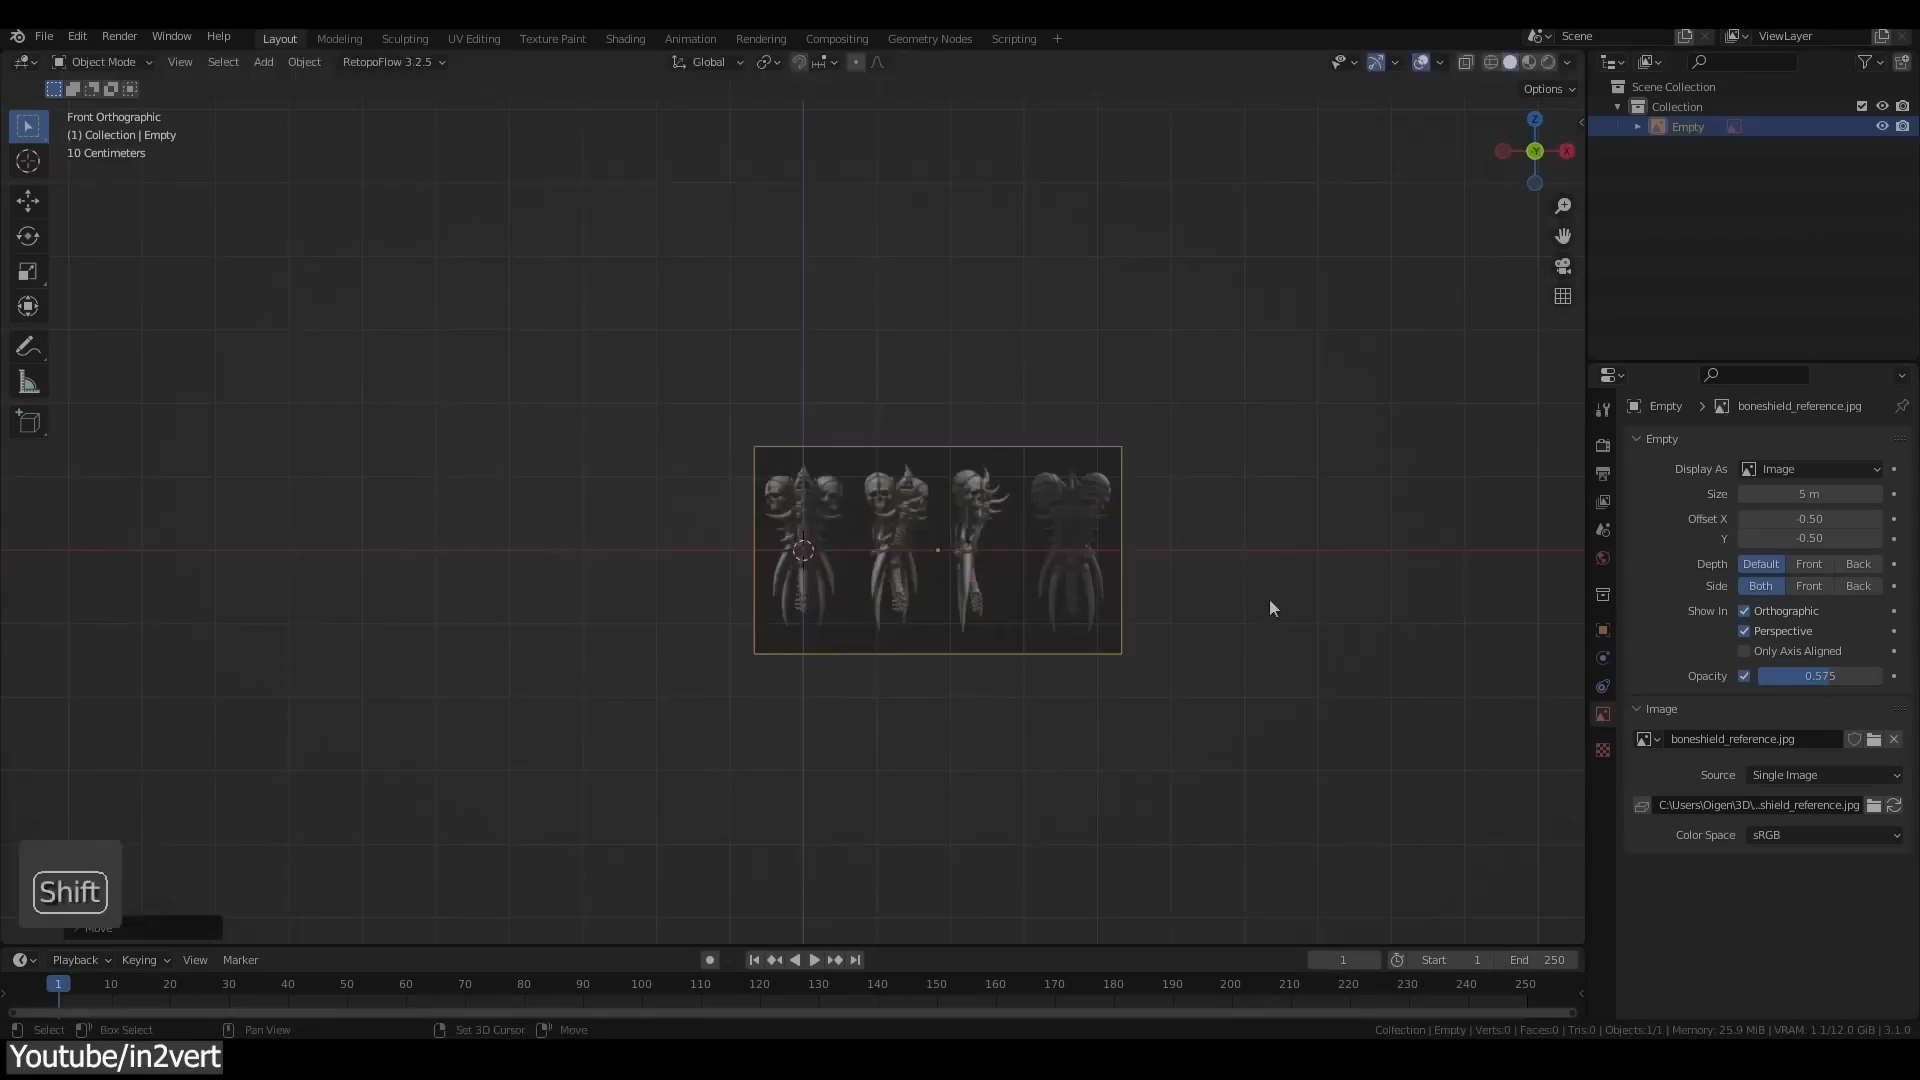 File Edit Render Window Help Layout Modeling Sculpting UV Editing Texture Paint Shading Animation Rendering Compositing Geometry Nodes Scripting + Scene ViewLayer
Object Mode View Select Add Object RetopoFlow 3.2.5 Global
Options
Front Orthographic
(1) Collection | Empty
10 Centimeters
Z
Y
X
Scene Collection
Collection
Empty
Empty > boneshield_reference.jpg
Empty
Display As Image
Size 5 m
Offset X -0.50
Y -0.50
Depth Default Front Back
Side Both Front Back
Show In Orthographic
Perspective
Only Axis Aligned
Opacity 0.575
Image
boneshield_reference.jpg
Source Single Image
C:\Users\Oigen\3D\...shield_reference.jpg
Color Space sRGB
Shift
Move
Playback Keying View Marker 1 Start 1 End 250
1 10 20 30 40 50 60 70 80 90 100 110 120 130 140 150 160 170 180 190 200 210 220 230 240 250
Select Box Select Pan View Set 3D Cursor Move Collection | Empty | Verts:0 | Faces:0 | Tris:0 | Objects:1/1 | Memory: 25.9 MiB | VRAM: 1.1/12.0 GiB | 3.1.0
Youtube/in2vert